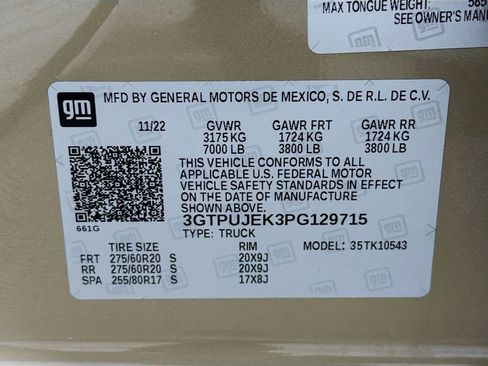 MAX TONGUE WEIGHT:
SEE OWNER'S
gm MFD BY GENERAL MOTORS DE MEXICO, S. DE R.L. DE C.V.
11/22 GVWR GAWR FRT GAWR RR
3175 KG 1724 KG 1724 KG
7000 LB 3800 LB 3800 LB
THIS VEHICLE CONFORMS TO ALL
APPLICABLE U.S. FEDERAL MOTOR
VEHICLE SAFETY STANDARDS IN EFFECT
ON THE DATE OF MANUFACTURE
SHOWN ABOVE.
661G 3GTPUJEK3PG129715
TYPE: TRUCK
TIRE SIZE RIM MODEL: 35TK10543
FRT 275/60R20 S 20X9J
RR 275/60R20 S 20X9J
SPA 255/80R17 S 17X8J